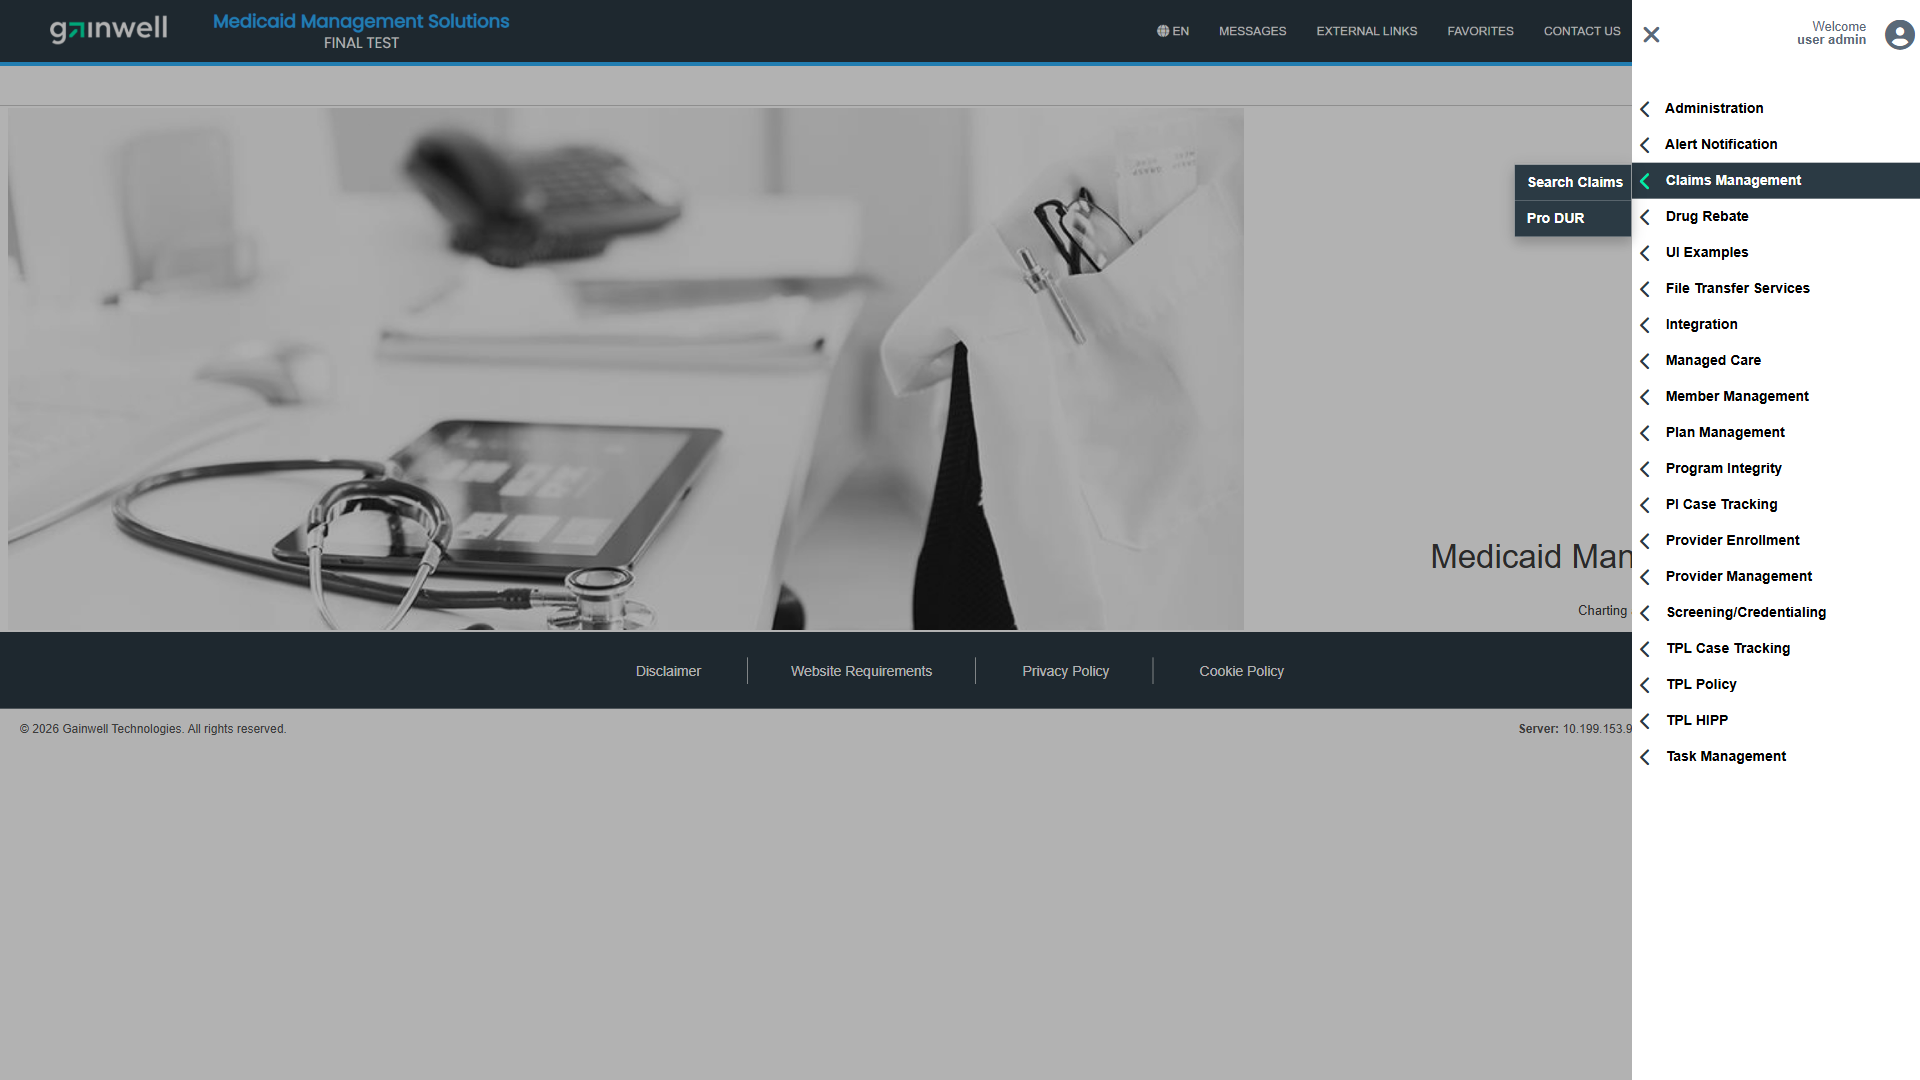 gainwell
Medicaid Management Solutions
FINAL TEST
EN
MESSAGES
EXTERNAL LINKS
FAVORITES
CONTACT US
Welcome
user admin
Administration
Alert Notification
Search Claims
Claims Management
Pro DUR
Drug Rebate
UI Examples
File Transfer Services
Integration
Managed Care
Member Management
Plan Management
Program Integrity
PI Case Tracking
Provider Enrollment
Provider Management
Screening/Credentialing
TPL Case Tracking
TPL Policy
TPL HIPP
Task Management
Medicaid Man
Charting
Disclaimer
Website Requirements
Privacy Policy
Cookie Policy
© 2026 Gainwell Technologies. All rights reserved.
Server: 10.199.153.9